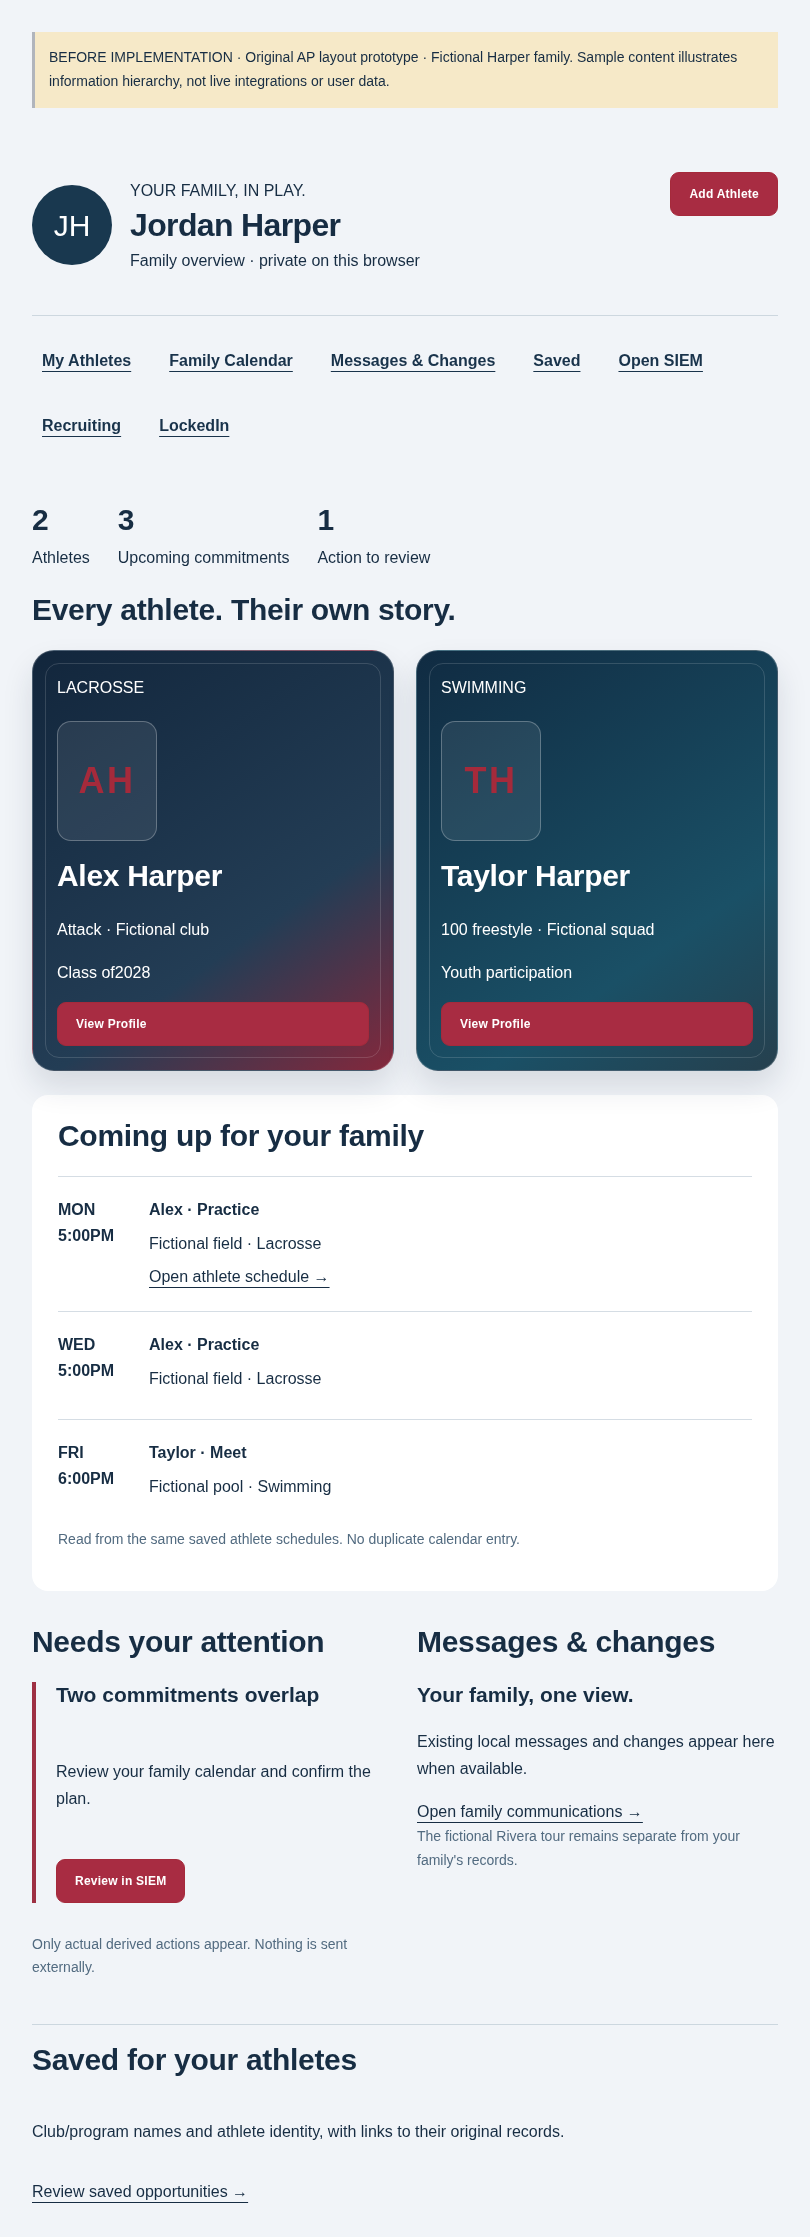 BEFORE IMPLEMENTATION · Original AP layout prototype · Fictional Harper family. Sample content illustrates
information hierarchy, not live integrations or user data.
JH
YOUR FAMILY, IN PLAY.
Jordan Harper
Family overview · private on this browser
Add Athlete
My Athletes
Family Calendar
Messages & Changes
Saved
Open SIEM
Recruiting
LockedIn
2
Athletes
3
Upcoming commitments
1
Action to review
Every athlete. Their own story.
LACROSSE
AH
Alex Harper
Attack · Fictional club
Class of2028
View Profile
SWIMMING
TH
Taylor Harper
100 freestyle · Fictional squad
Youth participation
View Profile
Coming up for your family
MON
5:00PM
Alex · Practice
Fictional field · Lacrosse
Open athlete schedule →
WED
5:00PM
Alex · Practice
Fictional field · Lacrosse
FRI
6:00PM
Taylor · Meet
Fictional pool · Swimming
Read from the same saved athlete schedules. No duplicate calendar entry.
Needs your attention
Two commitments overlap
Review your family calendar and confirm the
plan.
Review in SIEM
Only actual derived actions appear. Nothing is sent
externally.
Messages & changes
Your family, one view.
Existing local messages and changes appear here
when available.
Open family communications →
The fictional Rivera tour remains separate from your
family's records.
Saved for your athletes
Club/program names and athlete identity, with links to their original records.
Review saved opportunities →